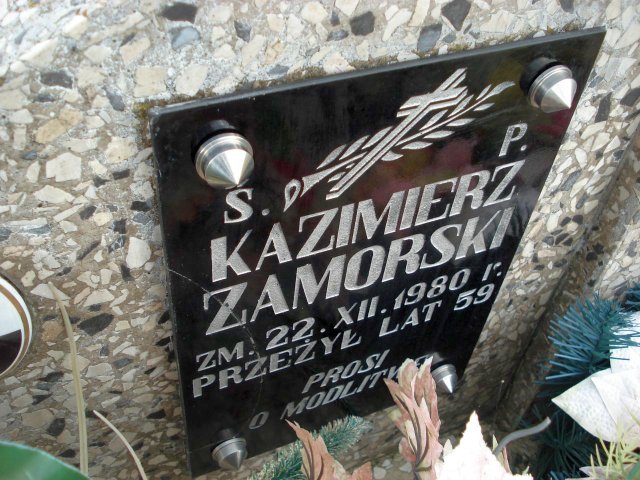 Ś. P.
KAZIMIERZ
ZAMORSKI
ZM. 22. XII. 1980 r.
PRZEŻYŁ LAT 59
PROSI
O MODLITWĘ